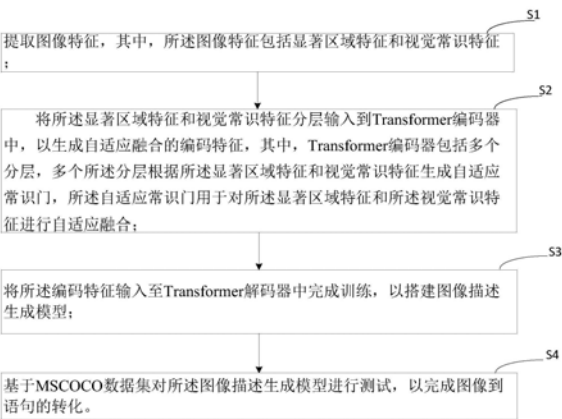 S1
提取图像特征，其中，所述图像特征包括显著区域特征和视觉常识特征
；
S2
将所述显著区域特征和视觉常识特征分层输入到Transformer编码器
中，以生成自适应融合的编码特征，其中，Transformer编码器包括多个
分层，多个所述分层根据所述显著区域特征和视觉常识特征生成自适应
常识门，所述自适应常识门用于对所述显著区域特征和所述视觉常识特
征进行自适应融合；
S3
将所述编码特征输入至Transformer解码器中完成训练，以搭建图像描述
生成模型；
S4
基于MSCOCO数据集对所述图像描述生成模型进行测试，以完成图像到
语句的转化。